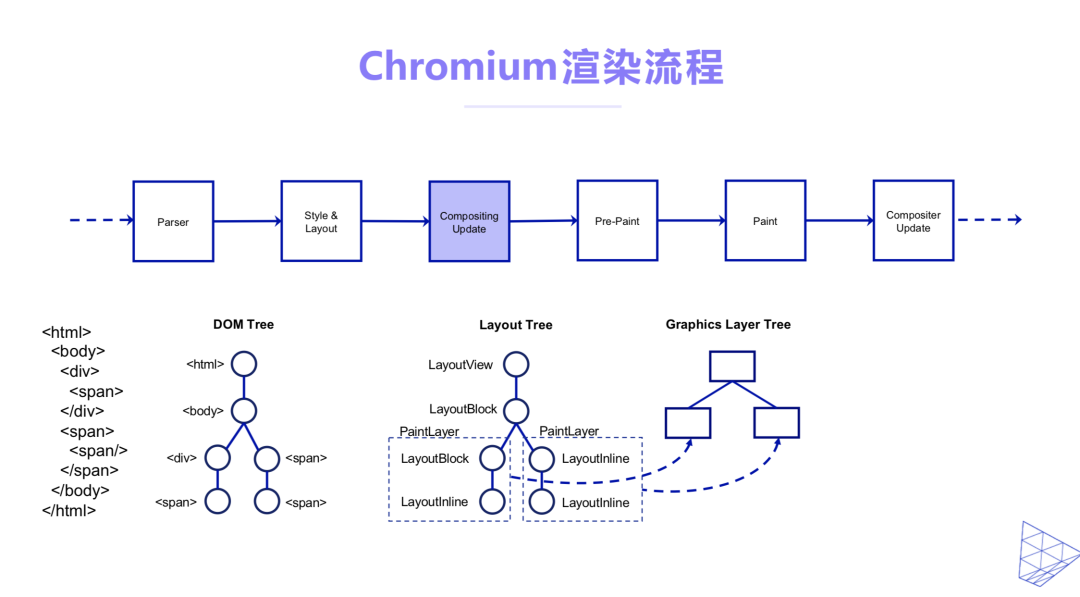 Chromium渲染流程
Parser
Style &
Layout
Compositing
Update
Pre-Paint
Paint
Compositer
Update
<html>
<body>
<div>
<span>
</div>
<span>
<span/>
</span>
</body>
</html>
DOM Tree
<html>
<body>
<div>
<span>
<span>
<span>
Layout Tree
LayoutView
LayoutBlock
PaintLayer
PaintLayer
LayoutBlock
LayoutInline
LayoutInline
LayoutInline
Graphics Layer Tree